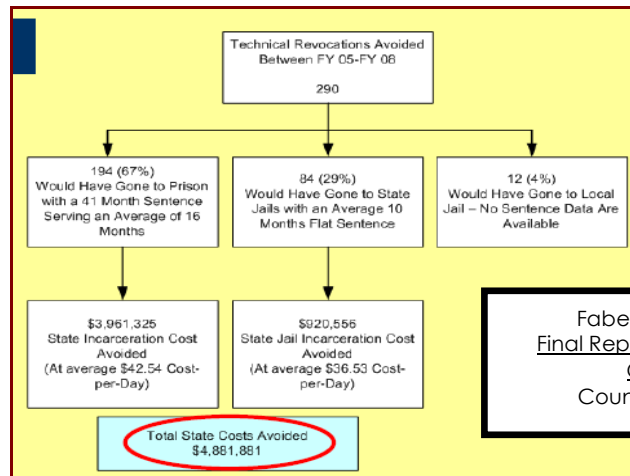 Technical Revocations Avoided
Between FY 05-FY 08
290
194 (67%)
Would Have Gone to Prison
with a 41 Month Sentence
Serving an Average of 16
Months
84 (29%)
Would Have Gone to State
Jails with an Average 10
Months Flat Sentence
12 (4%)
Would Have Gone to Local
Jail – No Sentence Data Are
Available
$3,961,325
State Incarceration Cost
Avoided
(At average $42.54 Cost-
per-Day)
$920,556
State Jail Incarceration Cost
Avoided
(At average $36.53 Cost-
per-Day)
Fabe
Final Rep
Coun
Total State Costs Avoided
$4,881,881